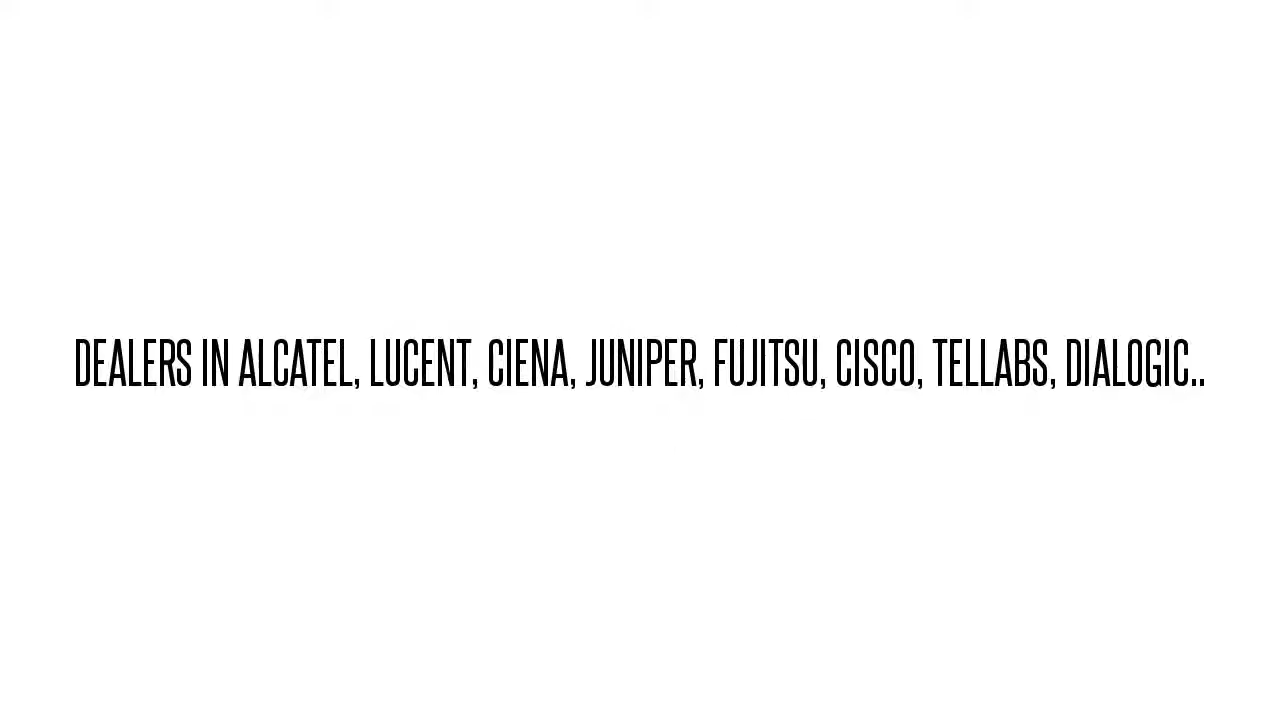 DEALERS IN ALCATEL, LUCENT, CIENA, JUNIPER, FUJITSU, CISCO, TELLABS, DIALOGIC..